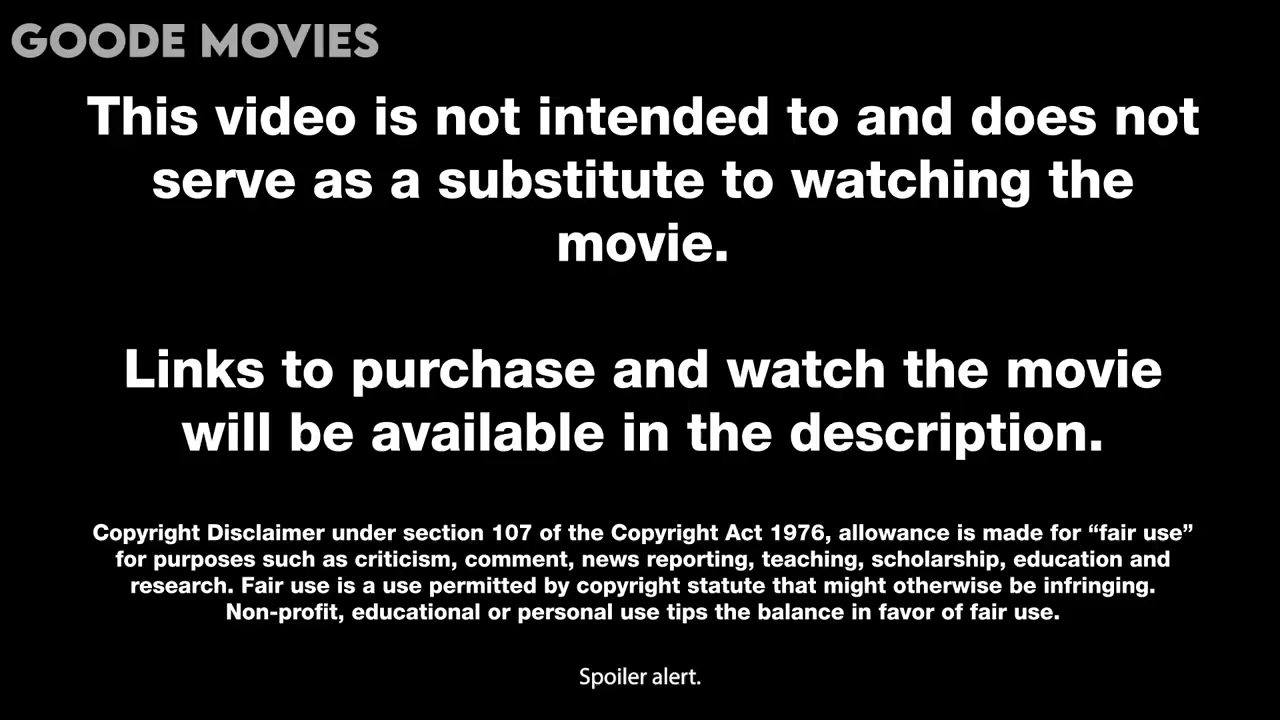 GOODE MOVIES
This video is not intended to and does not
serve as a substitute to watching the
movie.
Links to purchase and watch the movie
will be available in the description.
Copyright Disclaimer under section 107 of the Copyright Act 1976, allowance is made for “fair use”
for purposes such as criticism, comment, news reporting, teaching, scholarship, education and
research. Fair use is a use permitted by copyright statute that might otherwise be infringing.
Non-profit, educational or personal use tips the balance in favor of fair use.
Spoiler alert.